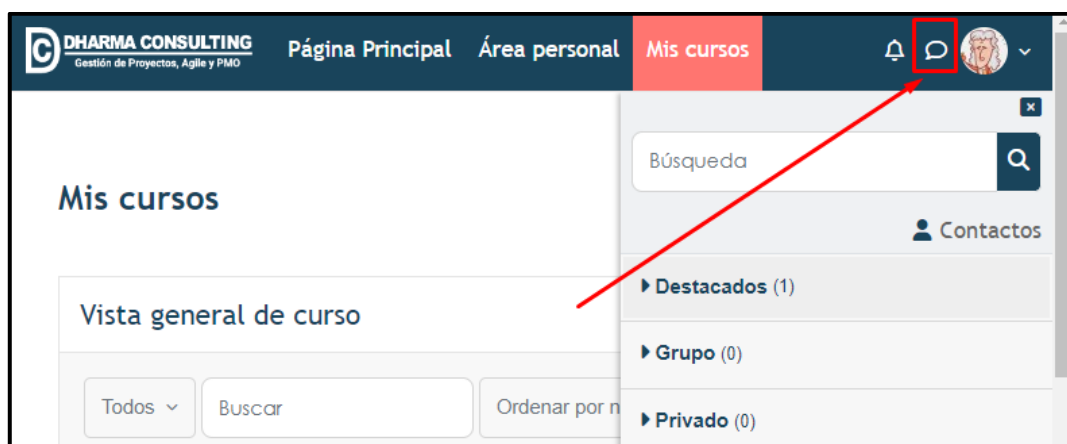 DHARMA CONSULTING
Gestión de Proyectos, Agile y PMO
Página Principal Área personal Mis cursos
Búsqueda
Mis cursos
Contactos
Destacados (1)
Vista general de curso
Grupo (0)
Todos Buscar Ordenar por n
Privado (0)